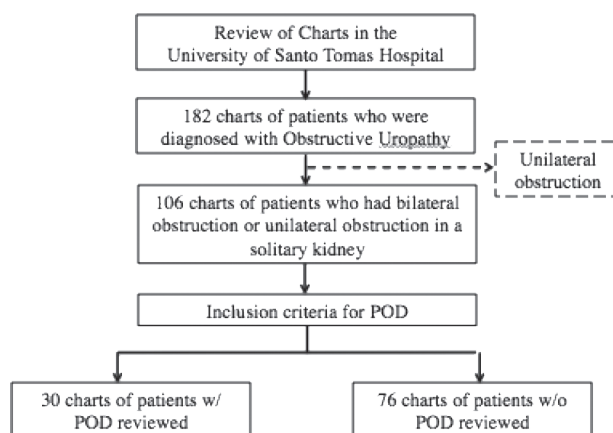 Review of Charts in the
University of Santo Tomas Hospital
182 charts of patients who were
diagnosed with Obstructive Uropathy
Unilateral
obstruction
106 charts of patients who had bilateral
obstruction or unilateral obstruction in a
solitary kidney
Inclusion criteria for POD
30 charts of patients w/
POD reviewed
76 charts of patients w/o
POD reviewed